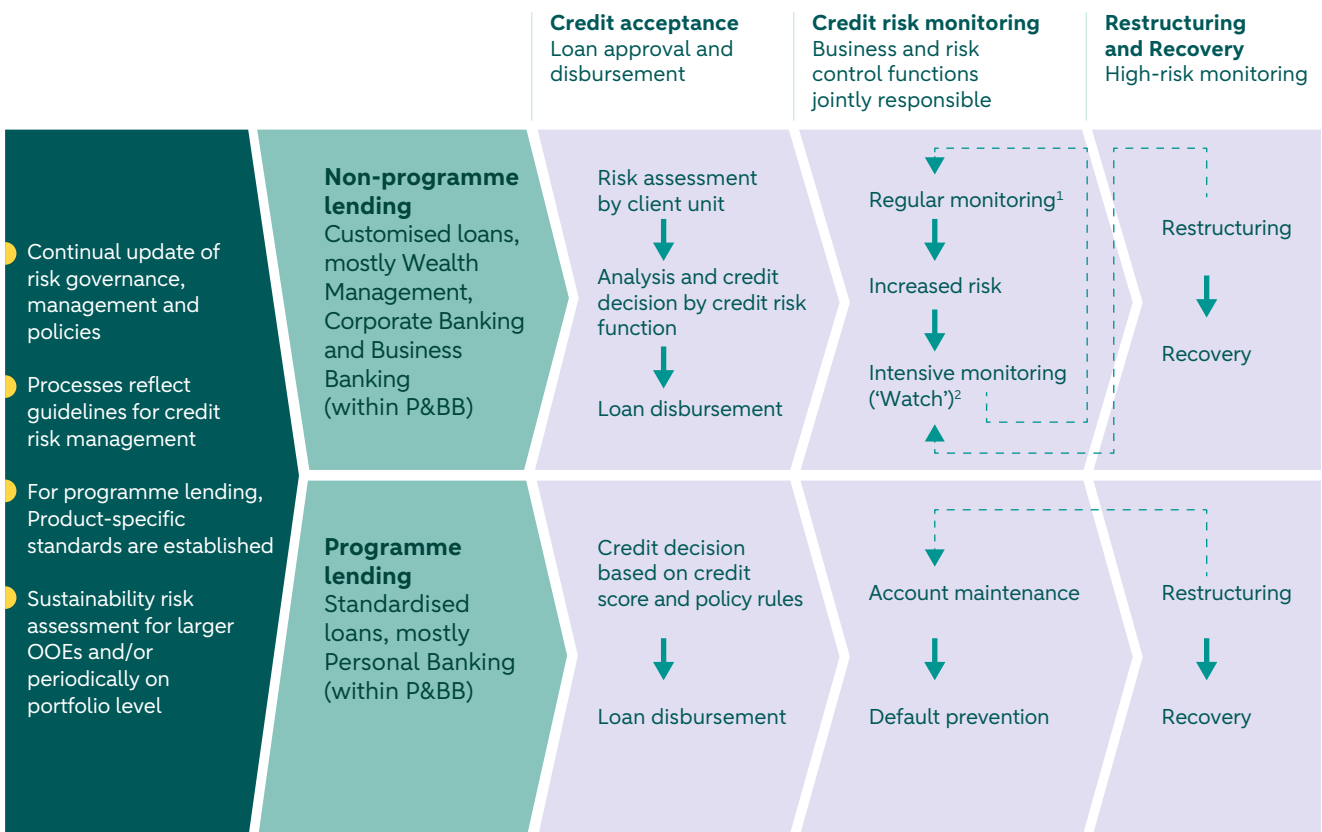 Credit acceptance
Loan approval and
disbursement
Credit risk monitoring
Business and risk
control functions
jointly responsible
Restructuring
and Recovery
High-risk monitoring
Continual update of
risk governance,
management and
policies
Processes reflect
guidelines for credit
risk management
For programme lending,
Product-specific
standards are established
Sustainability risk
assessment for larger
OOEs and/or
periodically on
portfolio level
Non-programme
lending
Customised loans,
mostly Wealth
Management,
Corporate Banking
and Business
Banking
(within P&BB)
Risk assessment
by client unit
Analysis and credit
decision by credit risk
function
Loan disbursement
Regular monitoring¹
Increased risk
Intensive monitoring
(‘Watch’)²
Restructuring
Recovery
Programme
lending
Standardised
loans, mostly
Personal Banking
(within P&BB)
Credit decision
based on credit
score and policy rules
Loan disbursement
Account maintenance
Default prevention
Restructuring
Recovery